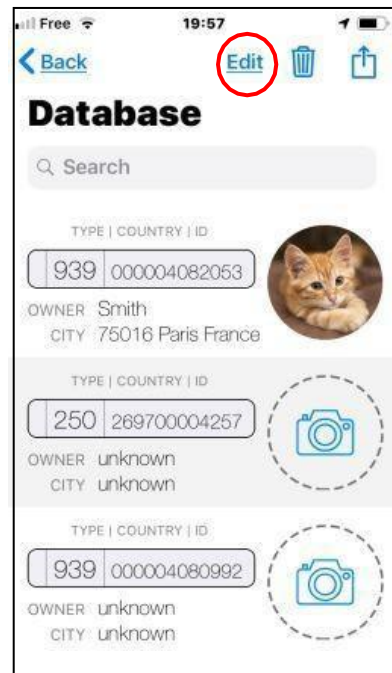 Free 19:57
Back Edit
Database
Search
TYPE | COUNTRY | ID
939 000004082053
OWNER Smith
CITY 75016 Paris France
TYPE | COUNTRY | ID
250 269700004257
OWNER unknown
CITY unknown
TYPE | COUNTRY | ID
939 000004080992
OWNER unknown
CITY unknown